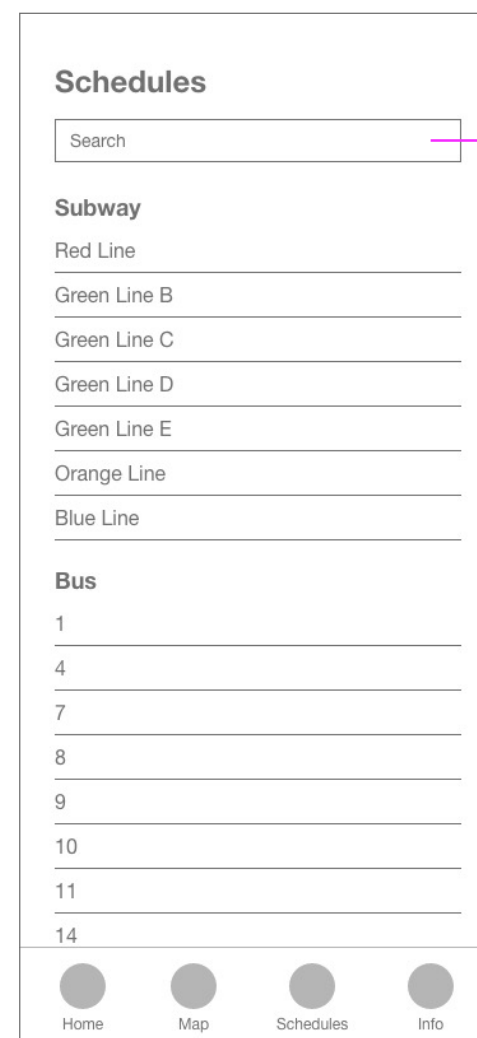 Schedules
Search
Subway
Red Line
Green Line B
Green Line C
Green Line D
Green Line E
Orange Line
Blue Line
Bus
1
4
7
8
9
10
11
14
Home Map Schedules Info